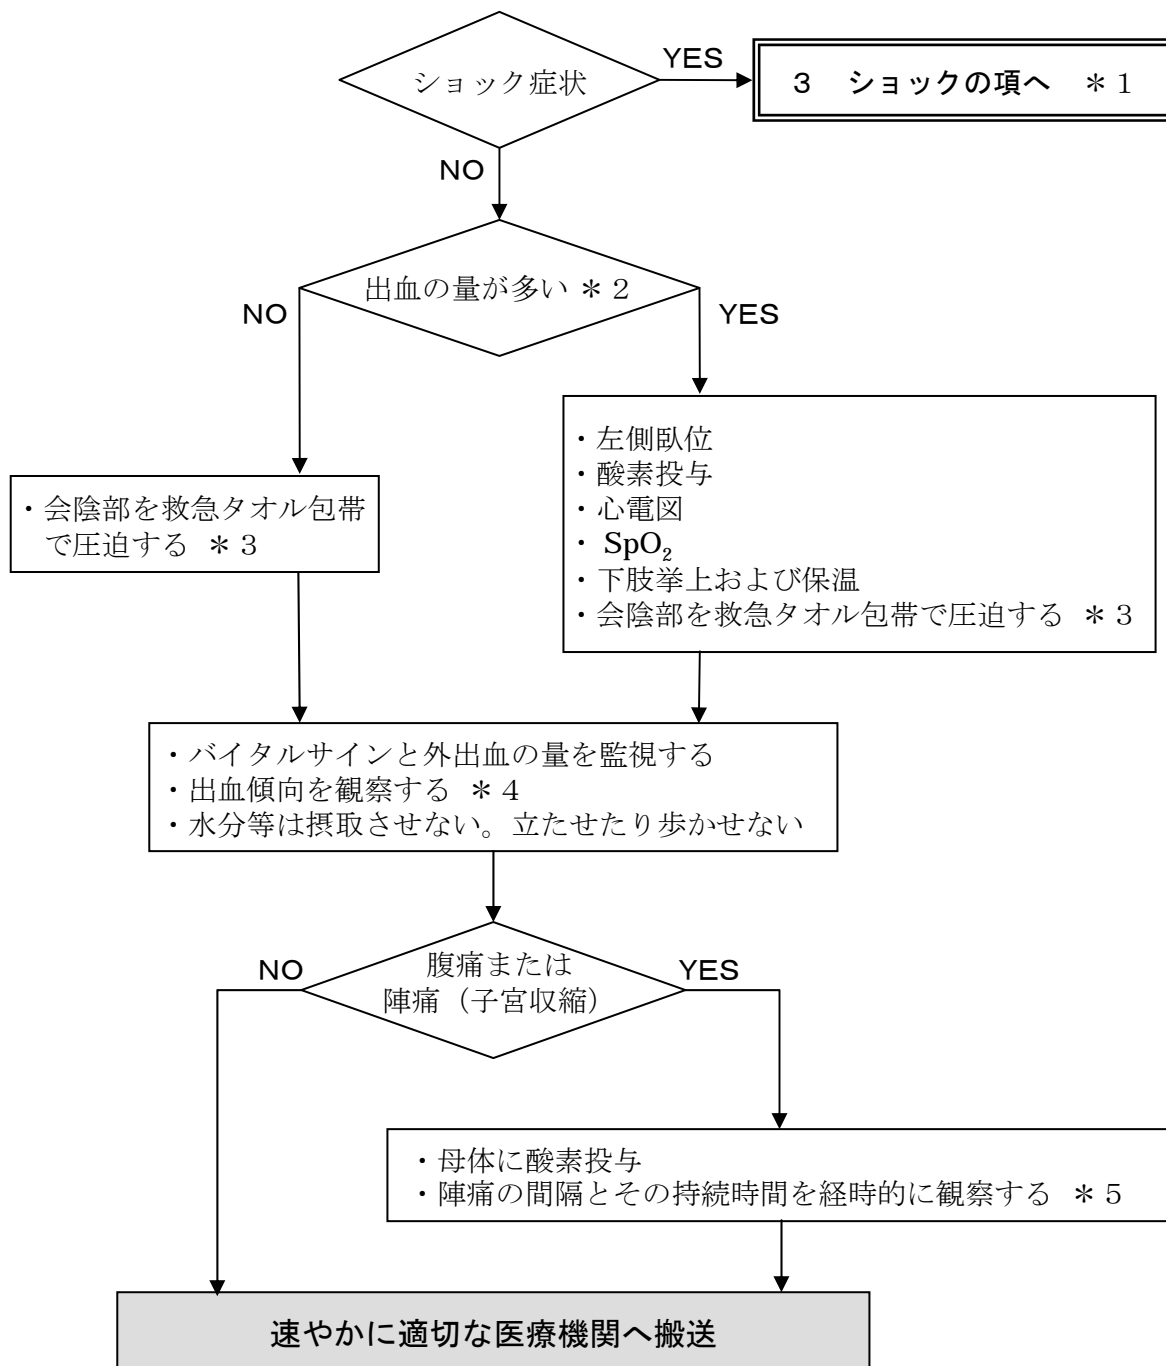 ショック症状
YES
3 ショックの項へ ＊1
NO
出血の量が多い＊2
NO
YES
・左側臥位
・酸素投与
・心電図
・SpO₂
・下肢挙上および保温
・会陰部を救急タオル包帯で圧迫する ＊3
・会陰部を救急タオル包帯
で圧迫する ＊3
・バイタルサインと外出血の量を監視する
・出血傾向を観察する ＊4
・水分等は摂取させない。立たせたり歩かせない
腹痛または
陣痛（子宮収縮）
NO
YES
・母体に酸素投与
・陣痛の間隔とその持続時間を経時的に観察する ＊5
速やかに適切な医療機関へ搬送